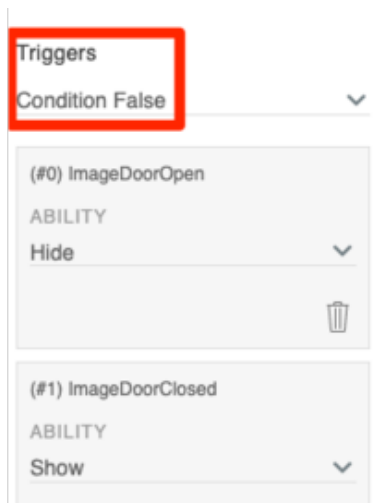 Triggers
Condition False
(#0) ImageDoorOpen
ABILITY
Hide
(#1) ImageDoorClosed
ABILITY
Show